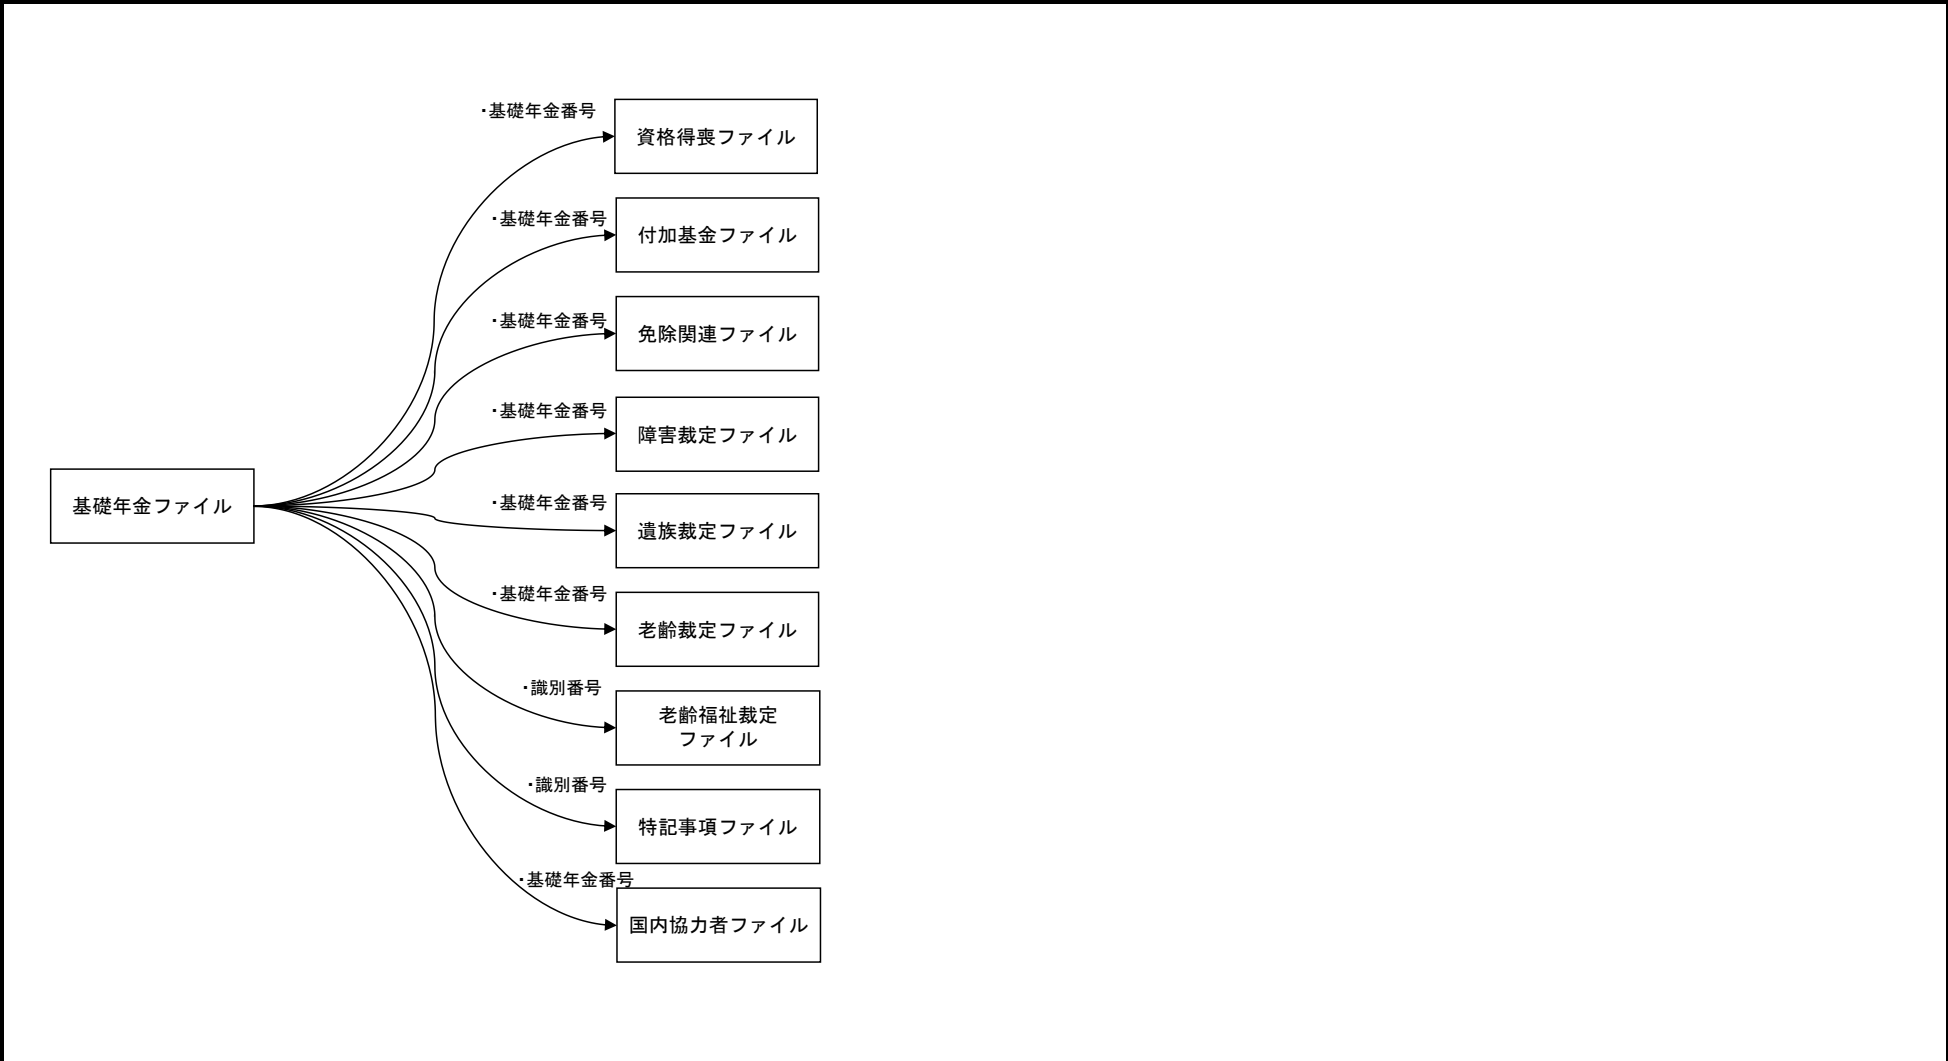 ・基礎年金番号
資格得喪ファイル
・基礎年金番号
付加基金ファイル
・基礎年金番号
免除関連ファイル
・基礎年金番号
障害裁定ファイル
基礎年金ファイル
・基礎年金番号
遺族裁定ファイル
・基礎年金番号
老齢裁定ファイル
・識別番号
老齢福祉裁定
ファイル
・識別番号
特記事項ファイル
・基礎年金番号
国内協力者ファイル